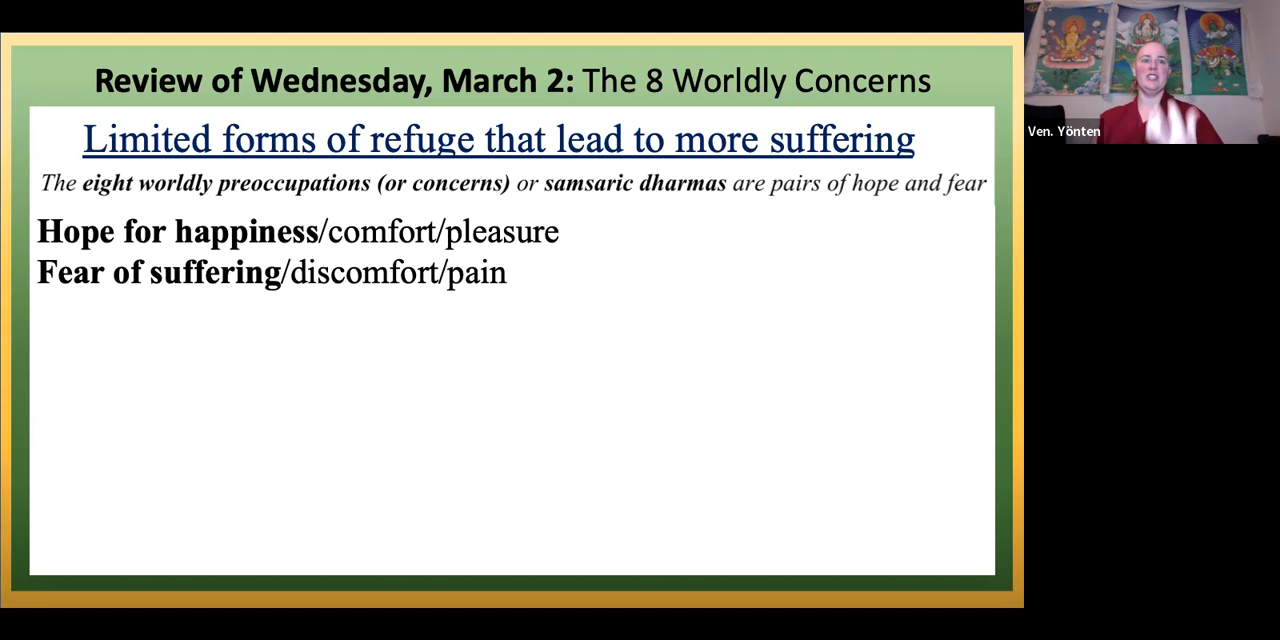 Review of Wednesday, March 2: The 8 Worldly Concerns
Limited forms of refuge that lead to more suffering
The eight worldly preoccupations (or concerns) or samsaric dharmas are pairs of hope and fear
Hope for happiness/comfort/pleasure
Fear of suffering/discomfort/pain
Ven. Yönten